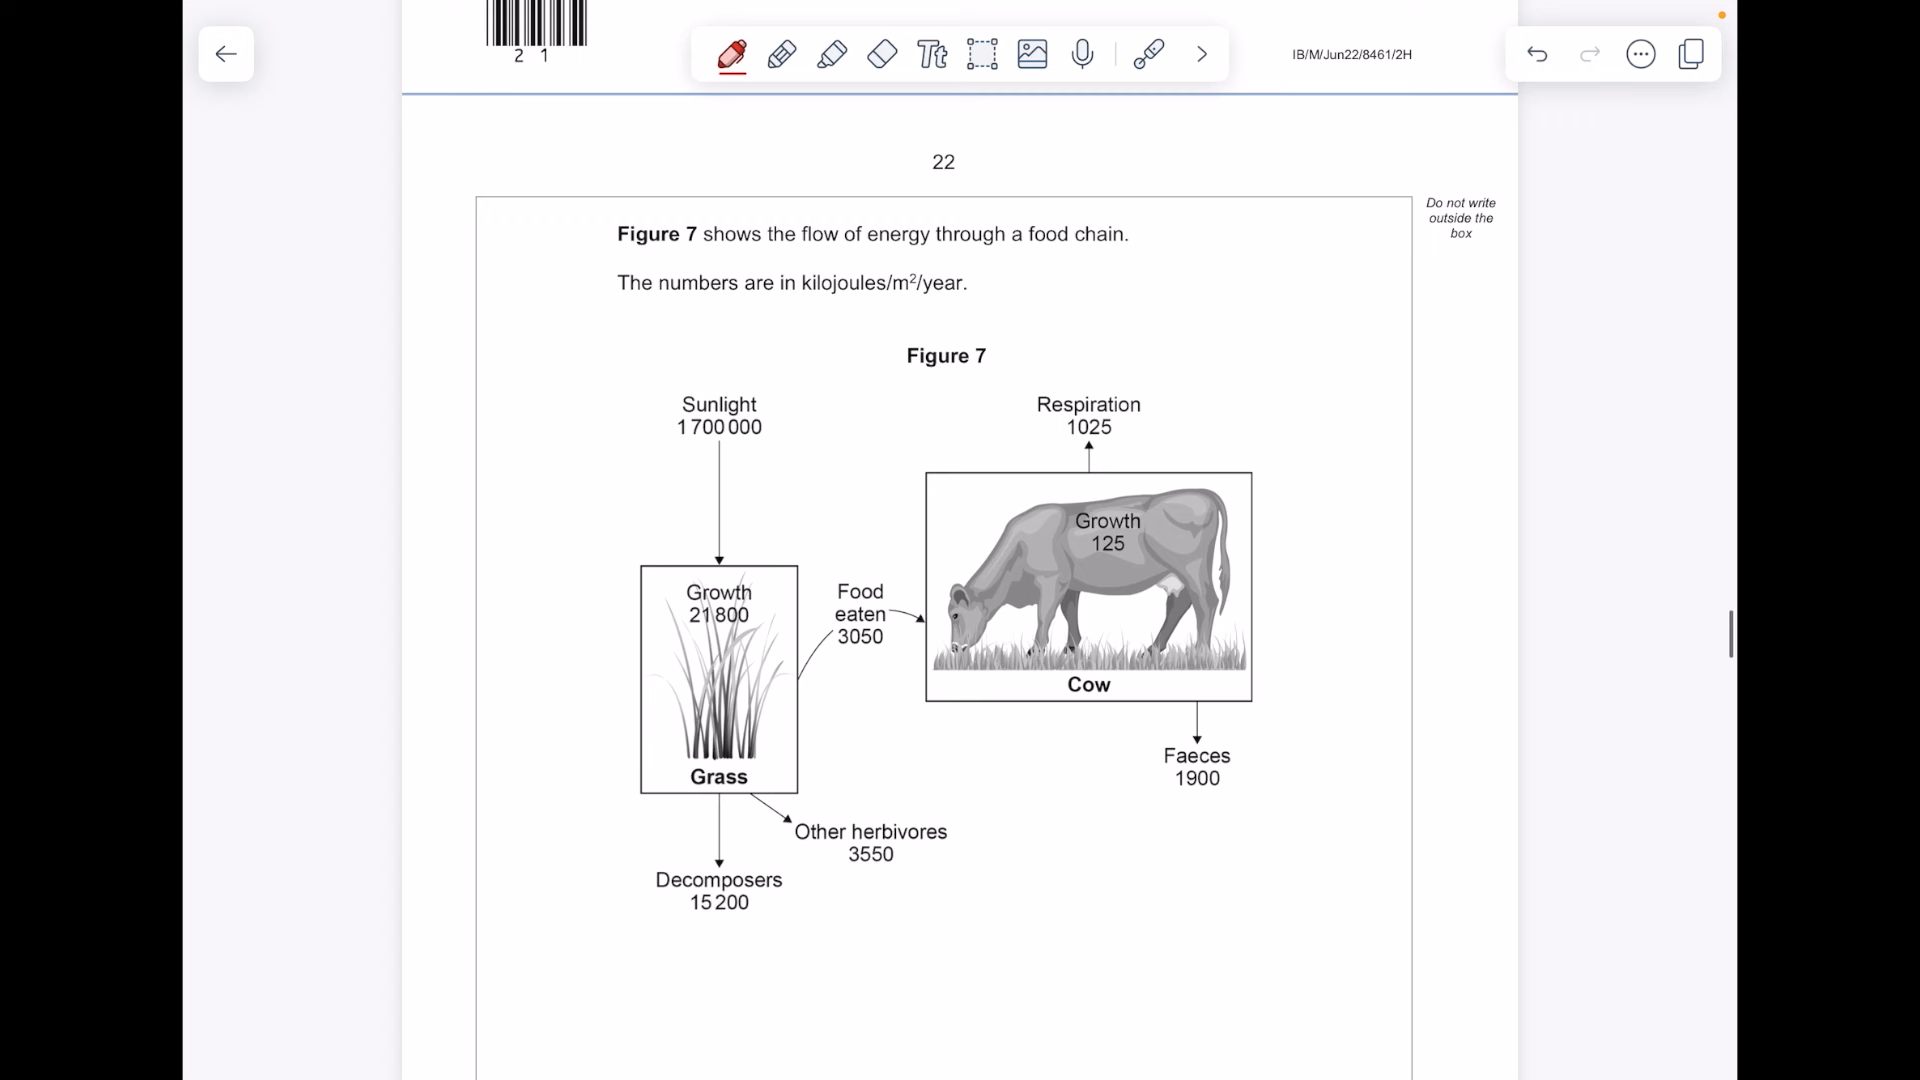 2 1
Tt
IB/M/Jun22/8461/2H
22
Do not write
outside the
box
Figure 7 shows the flow of energy through a food chain.
The numbers are in kilojoules/m²/year.
Figure 7
Sunlight
1 700 000
Respiration
1025
Growth
125
Growth
21 800
Food
eaten
3050
Cow
Grass
Faeces
1900
Other herbivores
3550
Decomposers
15 200